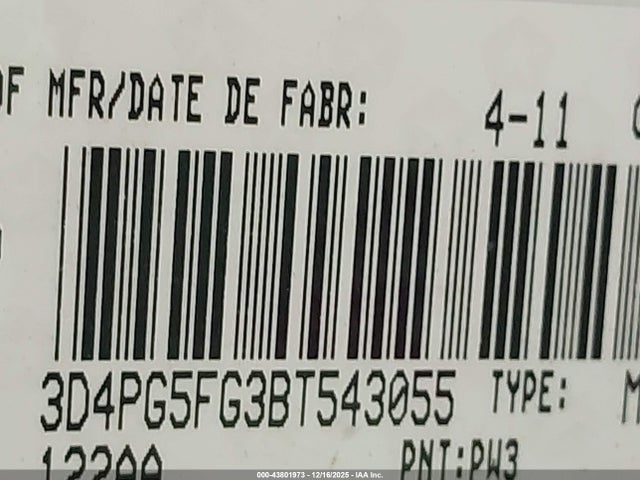 OF MFR/DATE DE FABR: 4-11
3D4PG5FG3BT543055 TYPE: M
PNT:PW3
000-43801973 - 12/16/2025 - IAA Inc.